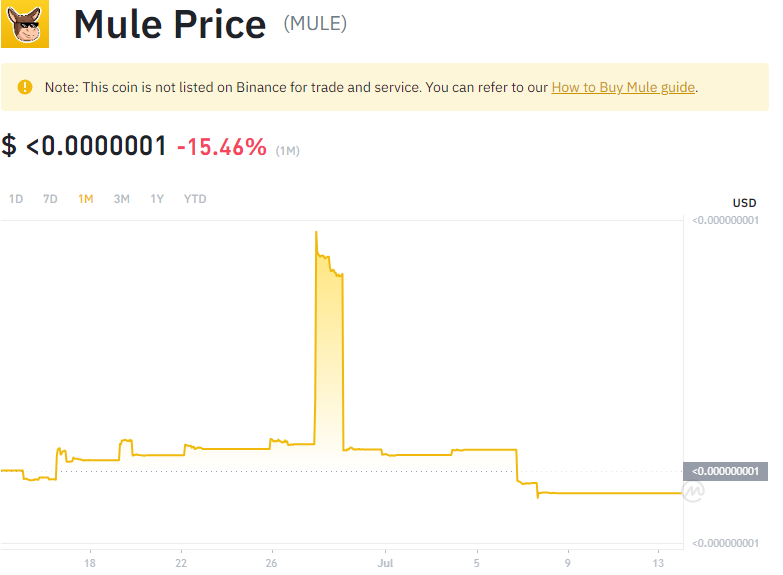 Mule Price (MULE)
Note: This coin is not listed on Binance for trade and service. You can refer to our How to Buy Mule guide.
$ <0.0000001 -15.46% (1M)
1D 7D 1M 3M 1Y YTD
USD
<0.000000001
<0.000000001
<0.000000001
18 22 26 Jul 5 9 13